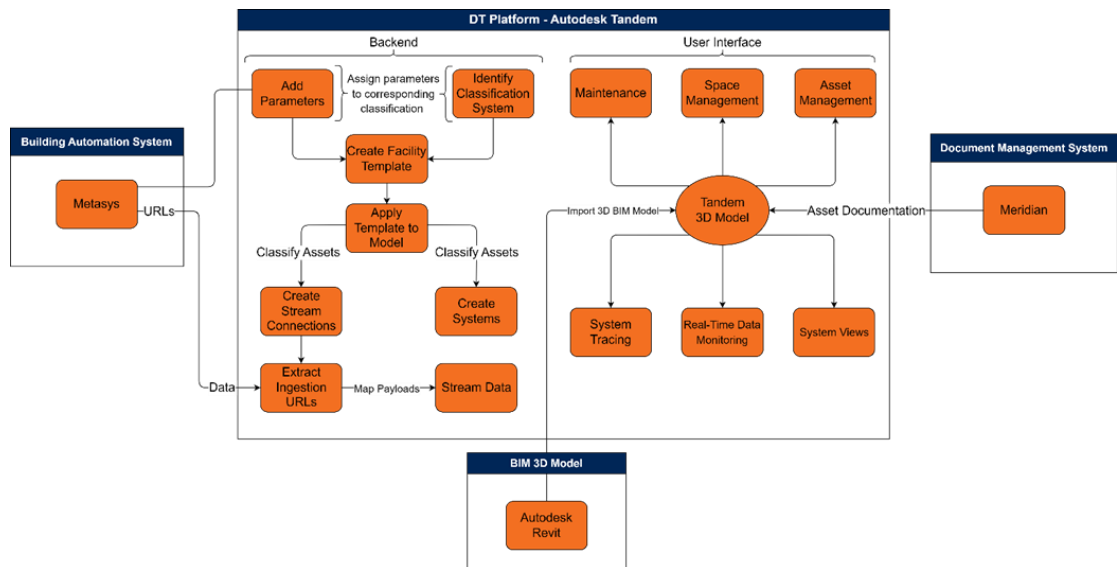 DT Platform - Autodesk Tandem
Backend
User Interface
Add
Parameters
Assign parameters
to corresponding
classification
Identify
Classification
System
Maintenance
Space
Management
Asset
Management
Building Automation System
Metasys
URLs
Create Facility
Template
Document Management System
Meridian
Asset Documentation
Tandem
3D Model
Import 3D BIM Model
Apply
Template to
Model
Classify Assets
Classify Assets
Create
Stream
Connections
Create
Systems
System
Tracing
Real-Time Data
Monitoring
System Views
Data
Extract
Ingestion
URLs
Map Payloads
Stream Data
BIM 3D Model
Autodesk
Revit